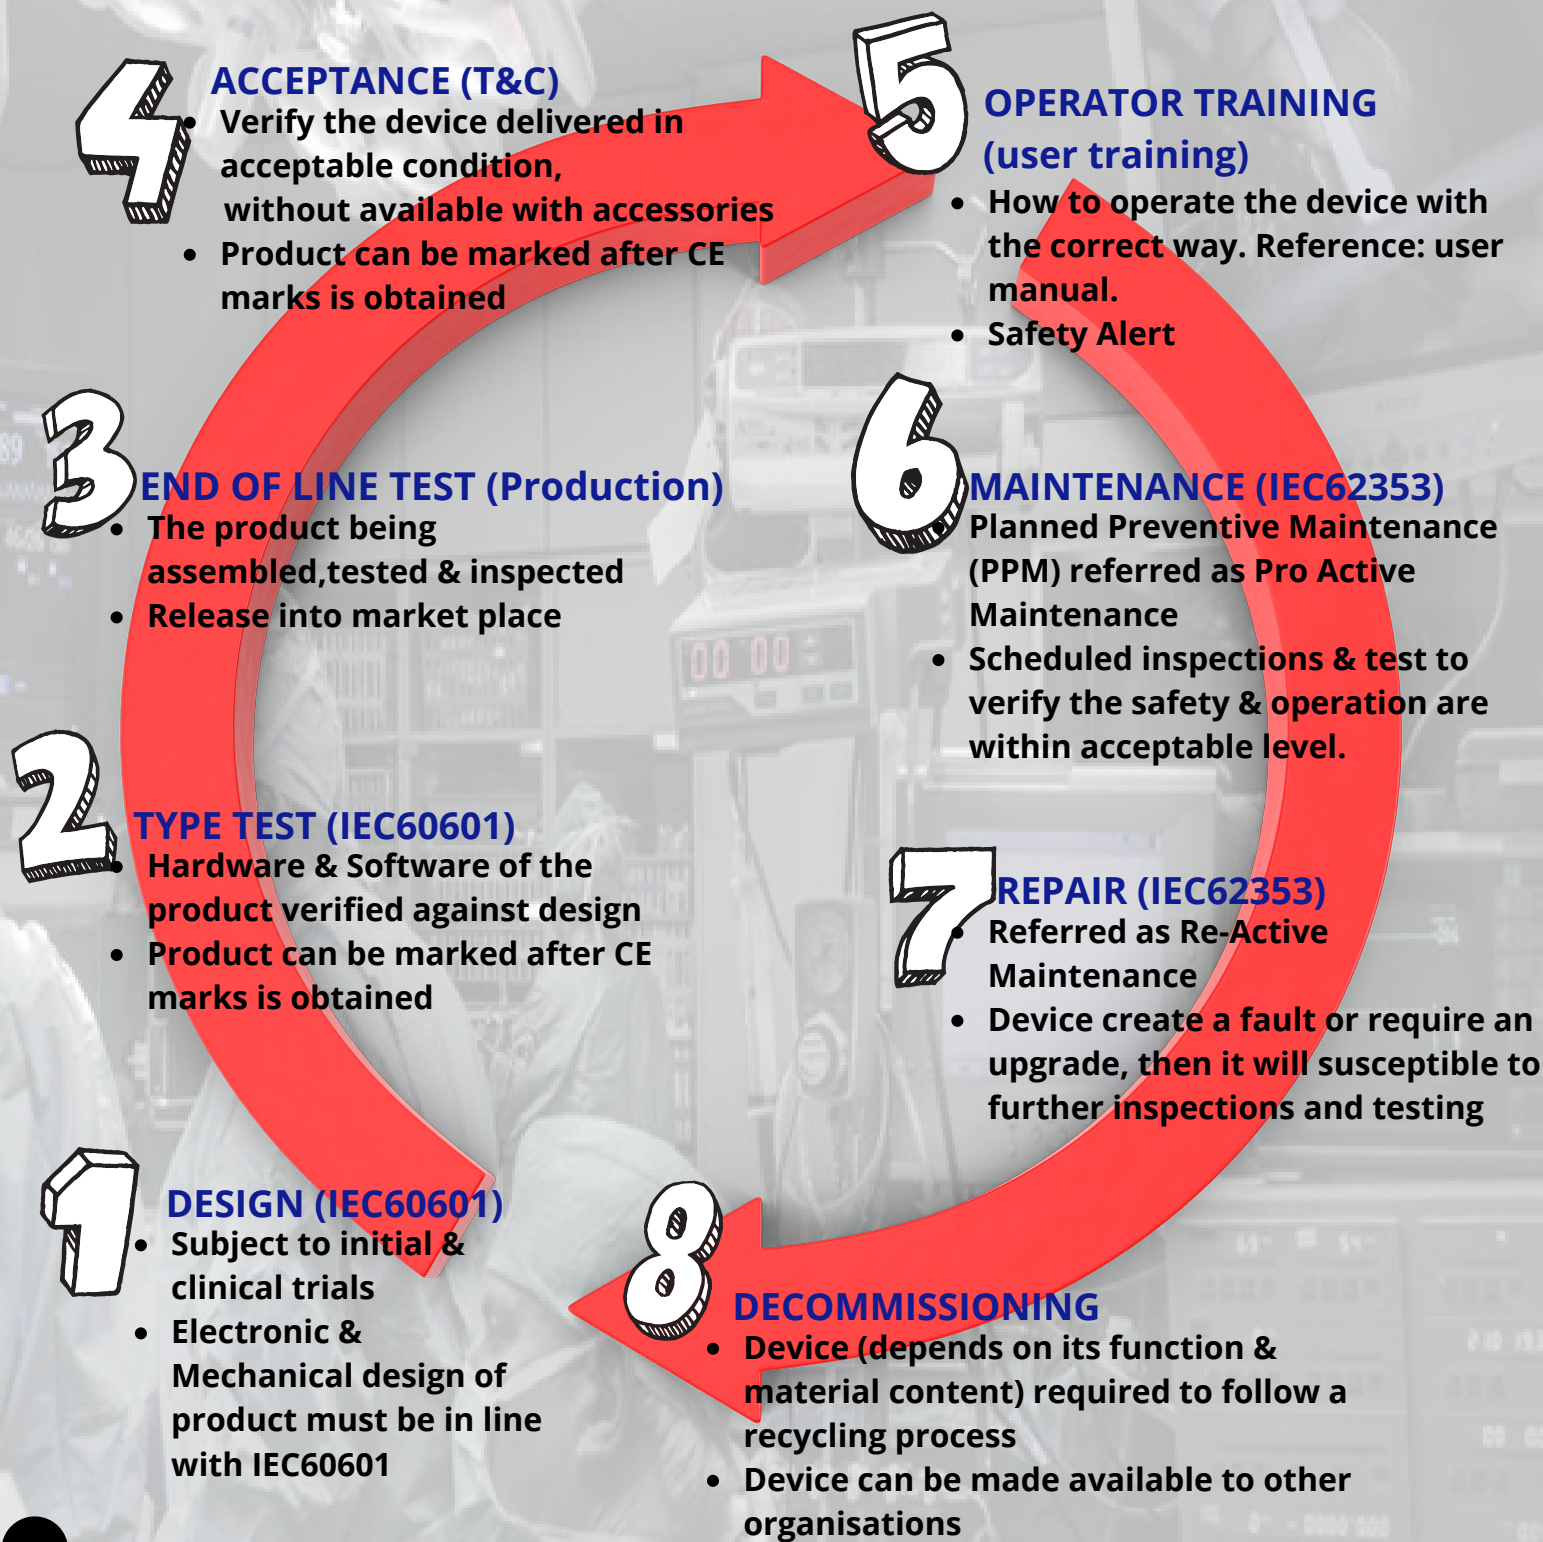 1
DESIGN (IEC60601)
Subject to initial &
clinical trials
Electronic &
Mechanical design of
product must be in line
with IEC60601
2
TYPE TEST (IEC60601)
Hardware & Software of the
product verified against design
Product can be marked after CE
marks is obtained
3
END OF LINE TEST (Production)
The product being
assembled,tested & inspected
Release into market place
4
ACCEPTANCE (T&C)
Verify the device delivered in
acceptable condition,
without available with accessories
Product can be marked after CE
marks is obtained
5
OPERATOR TRAINING
(user training)
How to operate the device with
the correct way. Reference: user
manual.
Safety Alert
6
MAINTENANCE (IEC62353)
Planned Preventive Maintenance
(PPM) referred as Pro Active
Maintenance
Scheduled inspections & test to
verify the safety & operation are
within acceptable level.
7
REPAIR (IEC62353)
Referred as Re-Active
Maintenance
Device create a fault or require an
upgrade, then it will susceptible to
further inspections and testing
8
DECOMMISSIONING
Device (depends on its function &
material content) required to follow a
recycling process
Device can be made available to other
organisations
00 00